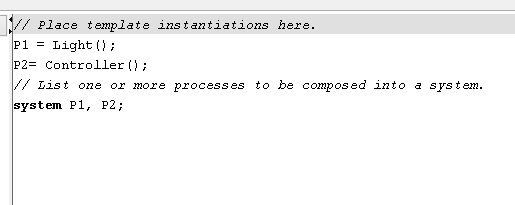 // Place template instantiations here.
P1 = Light();
P2= Controller();
// List one or more processes to be composed into a system.
system P1, P2;